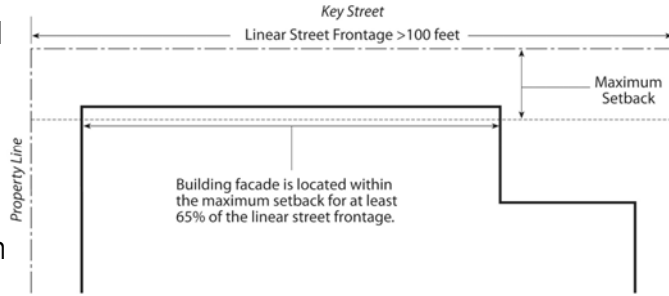 Key Street
Linear Street Frontage >100 feet
Maximum
Setback
Property Line
Building facade is located within
the maximum setback for at least
65% of the linear street frontage.
n